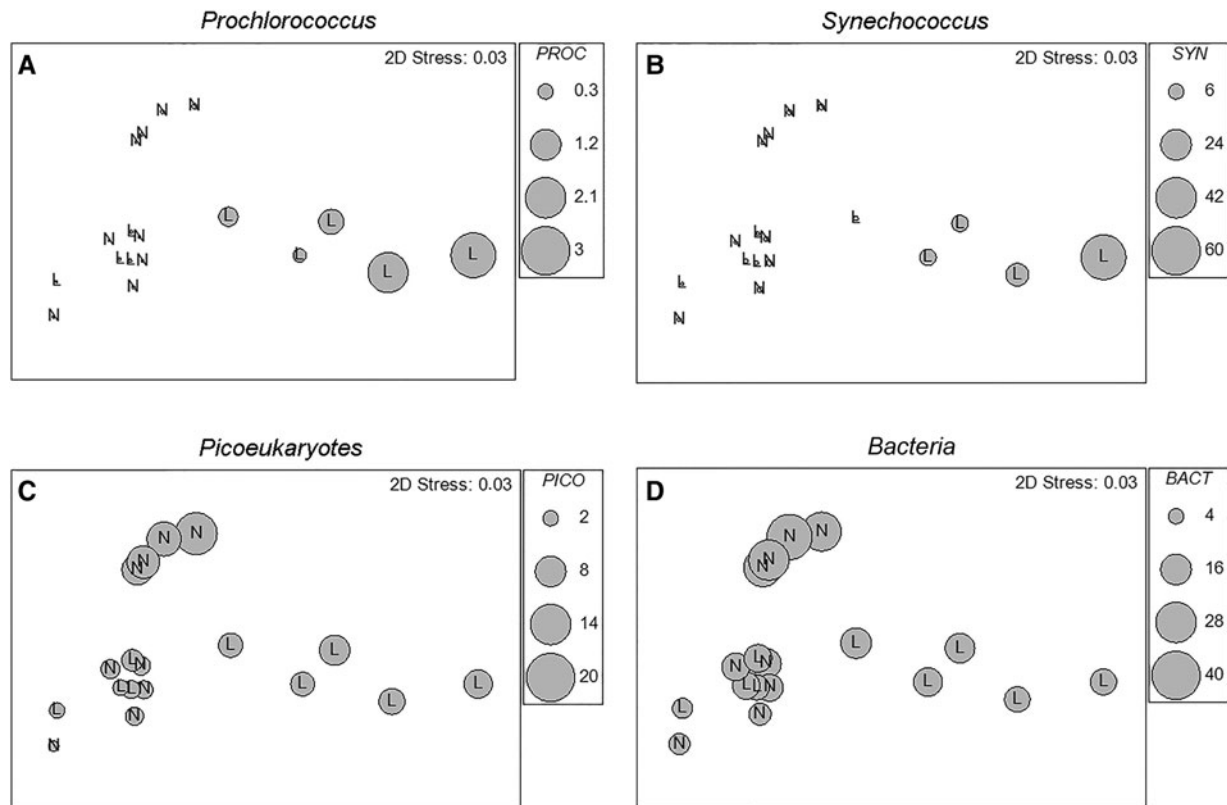 Prochlorococcus
A
2D Stress: 0.03
N N
N N
L L
N L N
L L N L L L
N
L
N
PROC
0.3
1.2
2.1
3
Synechococcus
B
2D Stress: 0.03
N N
N N
L L
N L N
L L N L L L
N
L
N
SYN
6
24
42
60
Picoeukaryotes
C
2D Stress: 0.03
N N
N N
L L
N L N
L L N L L L
N
L
N
PICO
2
8
14
20
Bacteria
D
2D Stress: 0.03
N N
N N
L L
N L N
L L N L L L
N
L
N
BACT
4
16
28
40